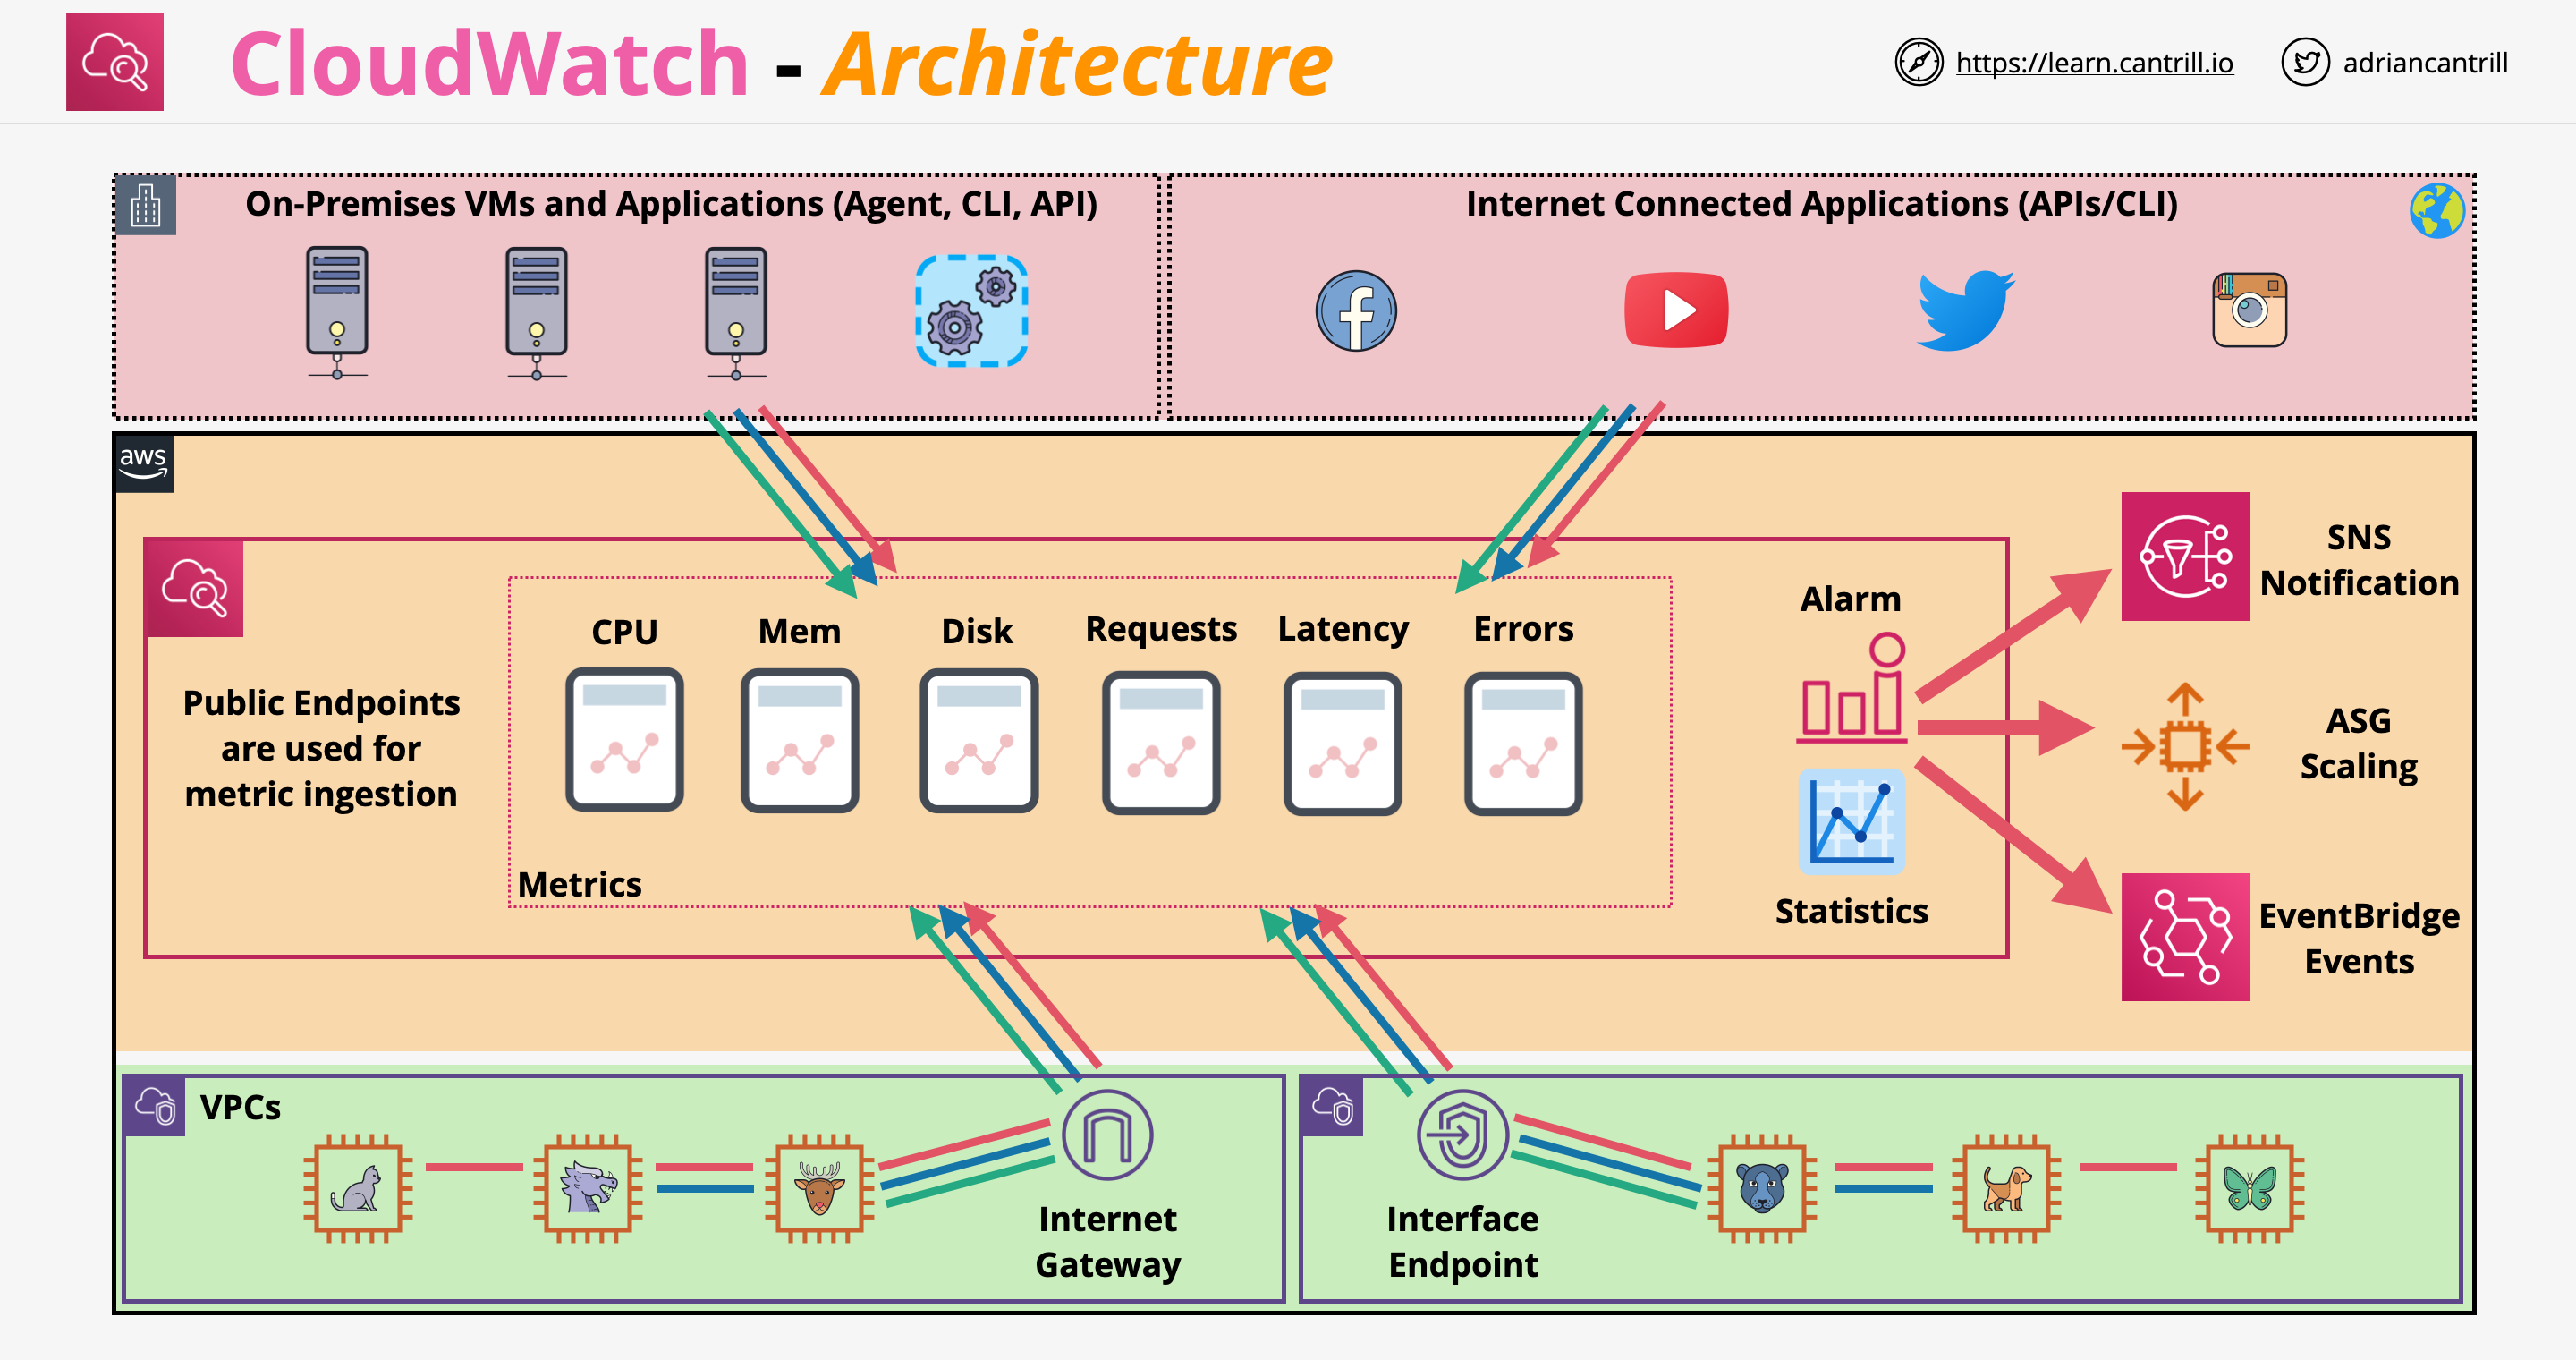 CloudWatch - Architecture
https://learn.cantrill.io
adriancantrill
On-Premises VMs and Applications (Agent, CLI, API)
Internet Connected Applications (APIs/CLI)
aws
Public Endpoints
are used for
metric ingestion
CPU
Mem
Disk
Requests
Latency
Errors
Metrics
Alarm
Statistics
SNS
Notification
ASG
Scaling
EventBridge
Events
VPCs
Internet
Gateway
Interface
Endpoint